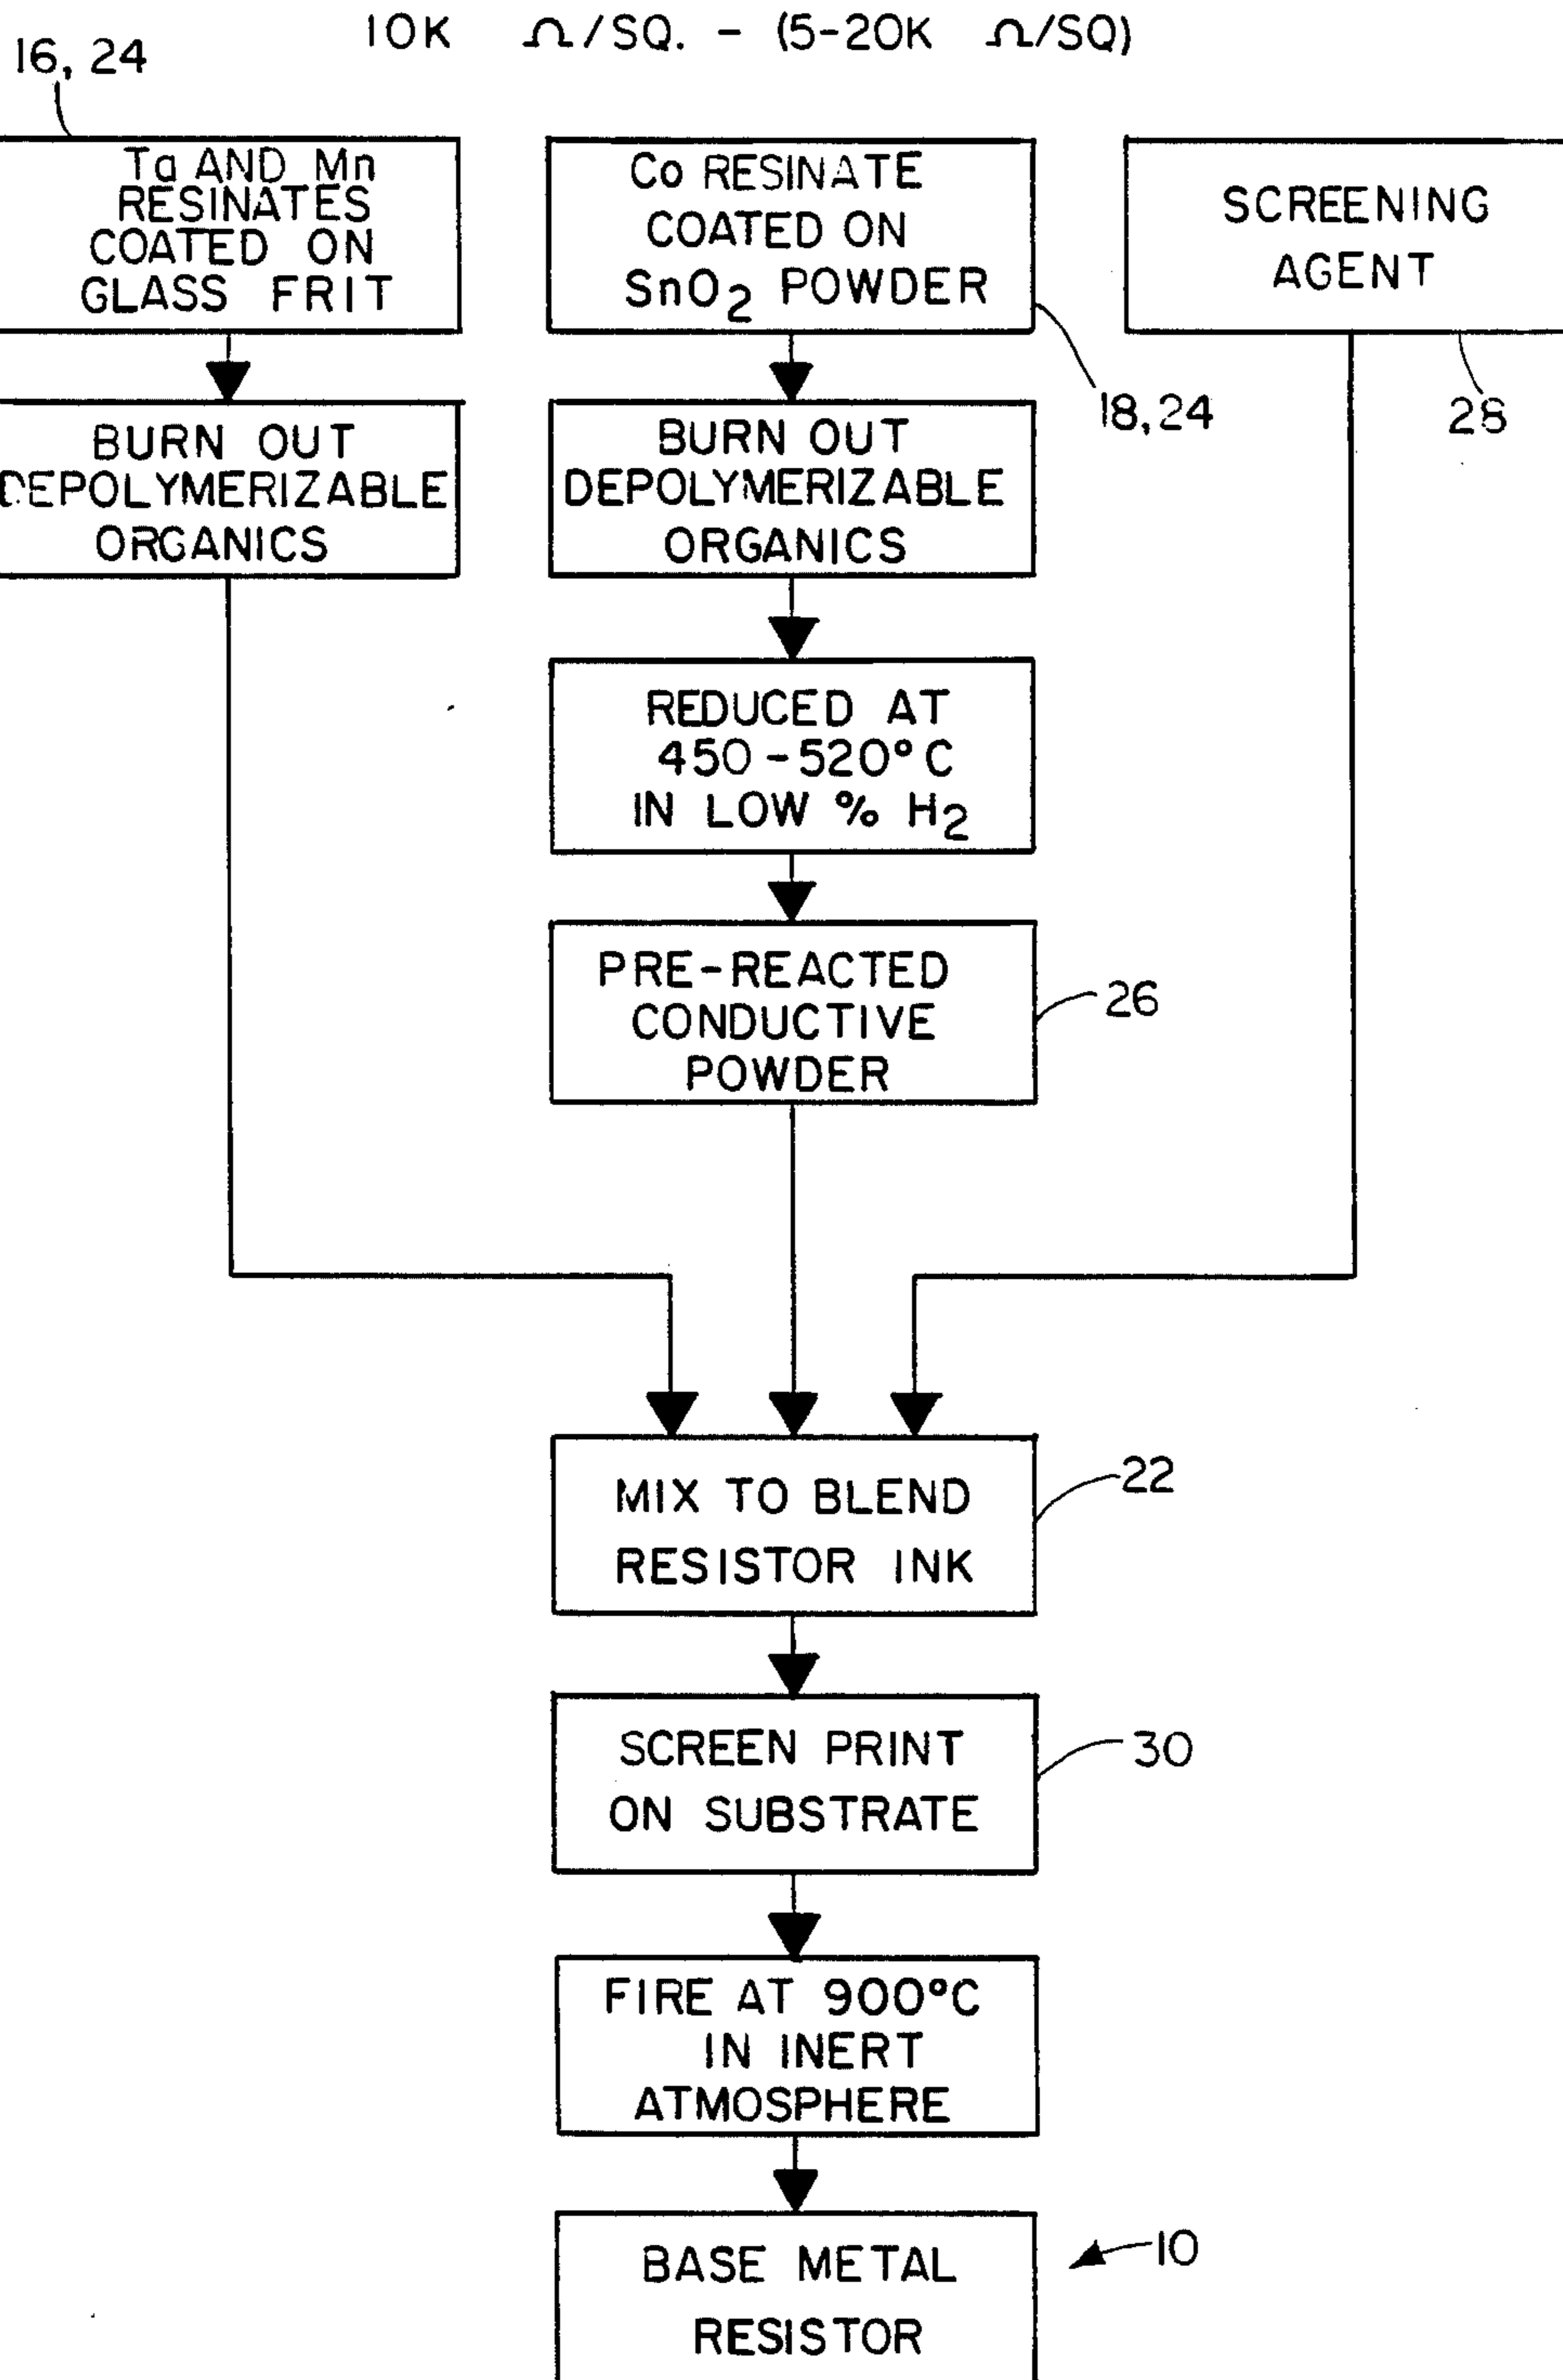 10K Ω/SQ. - (5-20K Ω/SQ)
16, 24
Ta AND Mn
RESINATES
COATED ON
GLASS FRIT
Co RESINATE
COATED ON
SnO2 POWDER
SCREENING
AGENT
18,24
28
BURN OUT
DEPOLYMERIZABLE
ORGANICS
BURN OUT
DEPOLYMERIZABLE
ORGANICS
REDUCED AT
450-520°C
IN LOW % H2
PRE-REACTED
CONDUCTIVE
POWDER
26
MIX TO BLEND
RESISTOR INK
22
SCREEN PRINT
ON SUBSTRATE
30
FIRE AT 900°C
IN INERT
ATMOSPHERE
BASE METAL
RESISTOR
10